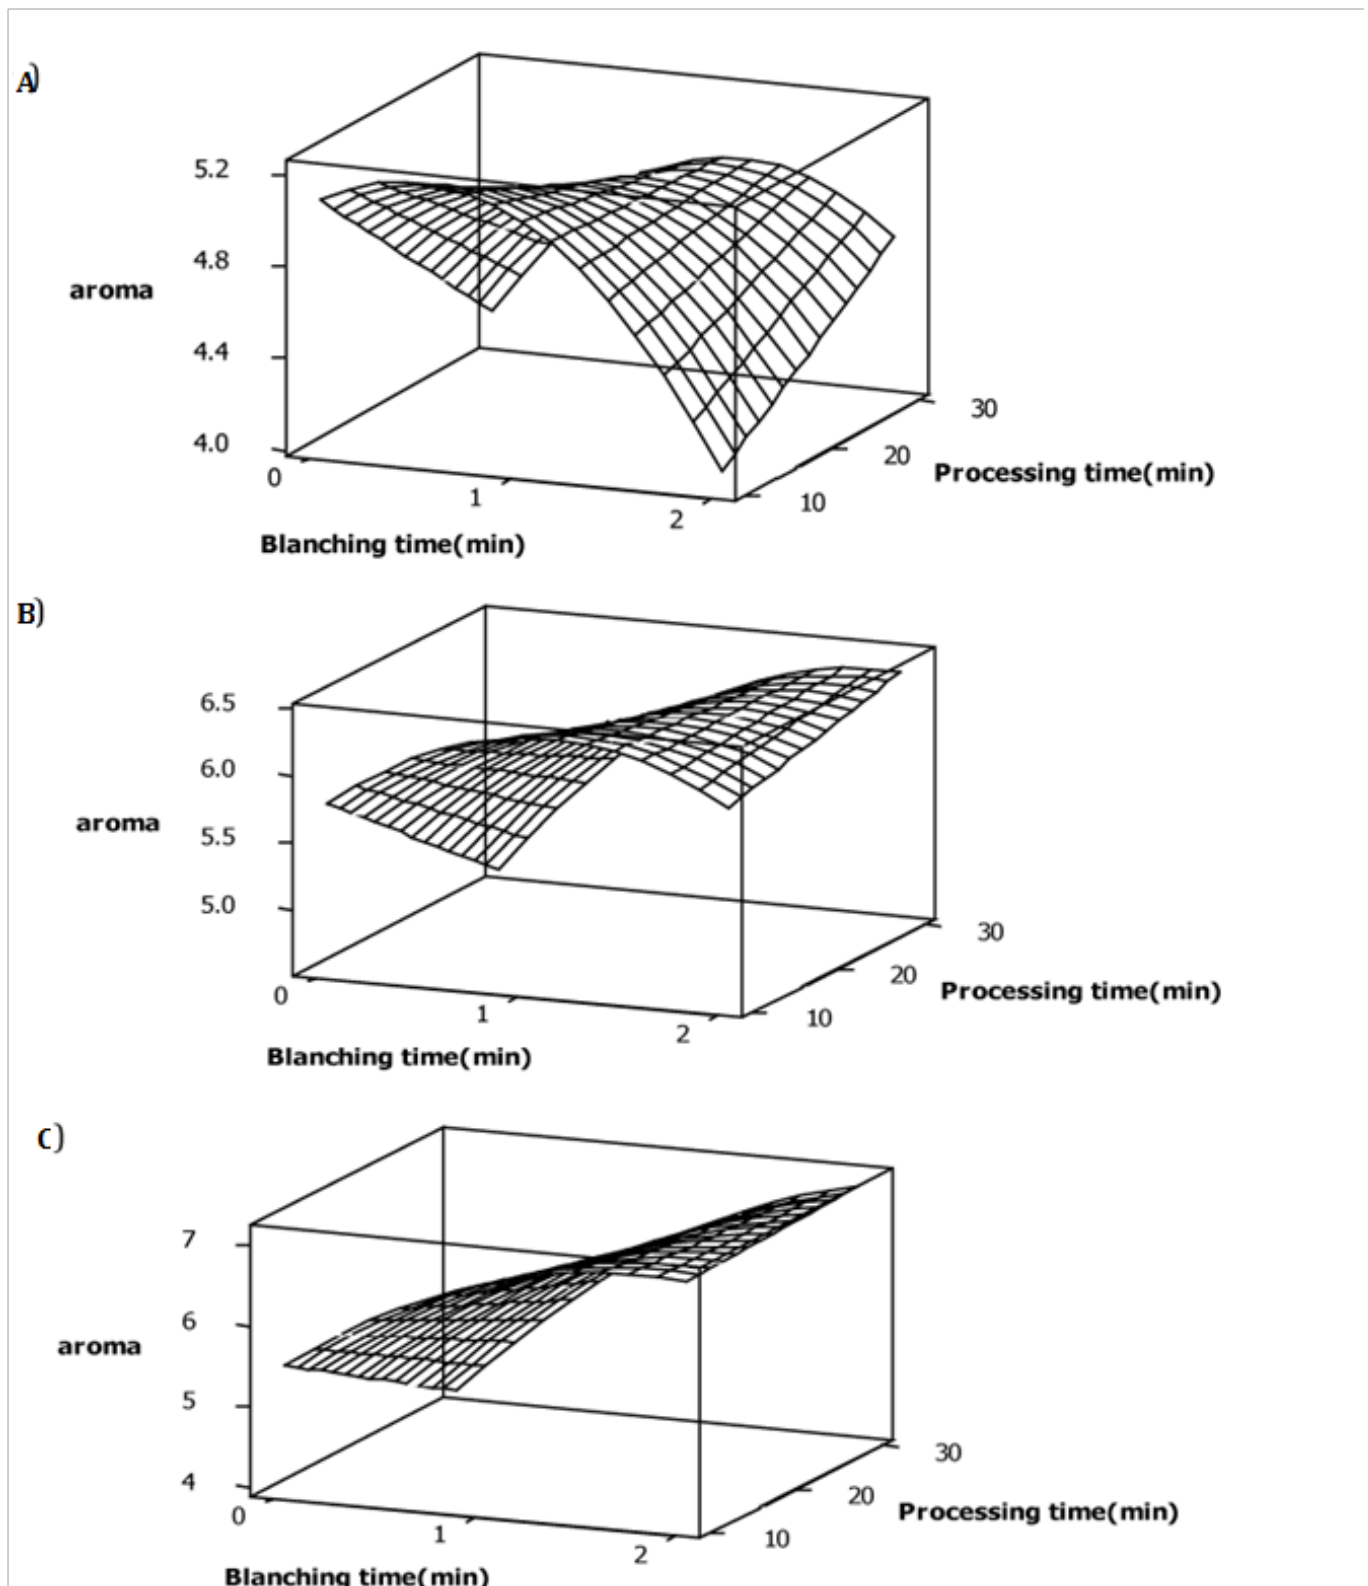 A)
5.2
4.8
aroma
4.4
4.0
30
0
20
Processing time(min)
1
10
2
Blanching time(min)
B)
6.5
6.0
aroma
5.5
5.0
30
0
20
Processing time(min)
1
10
2
Blanching time(min)
C)
7
6
aroma
5
30
4
20
Processing time(min)
0
1
10
2
Blanching time(min)